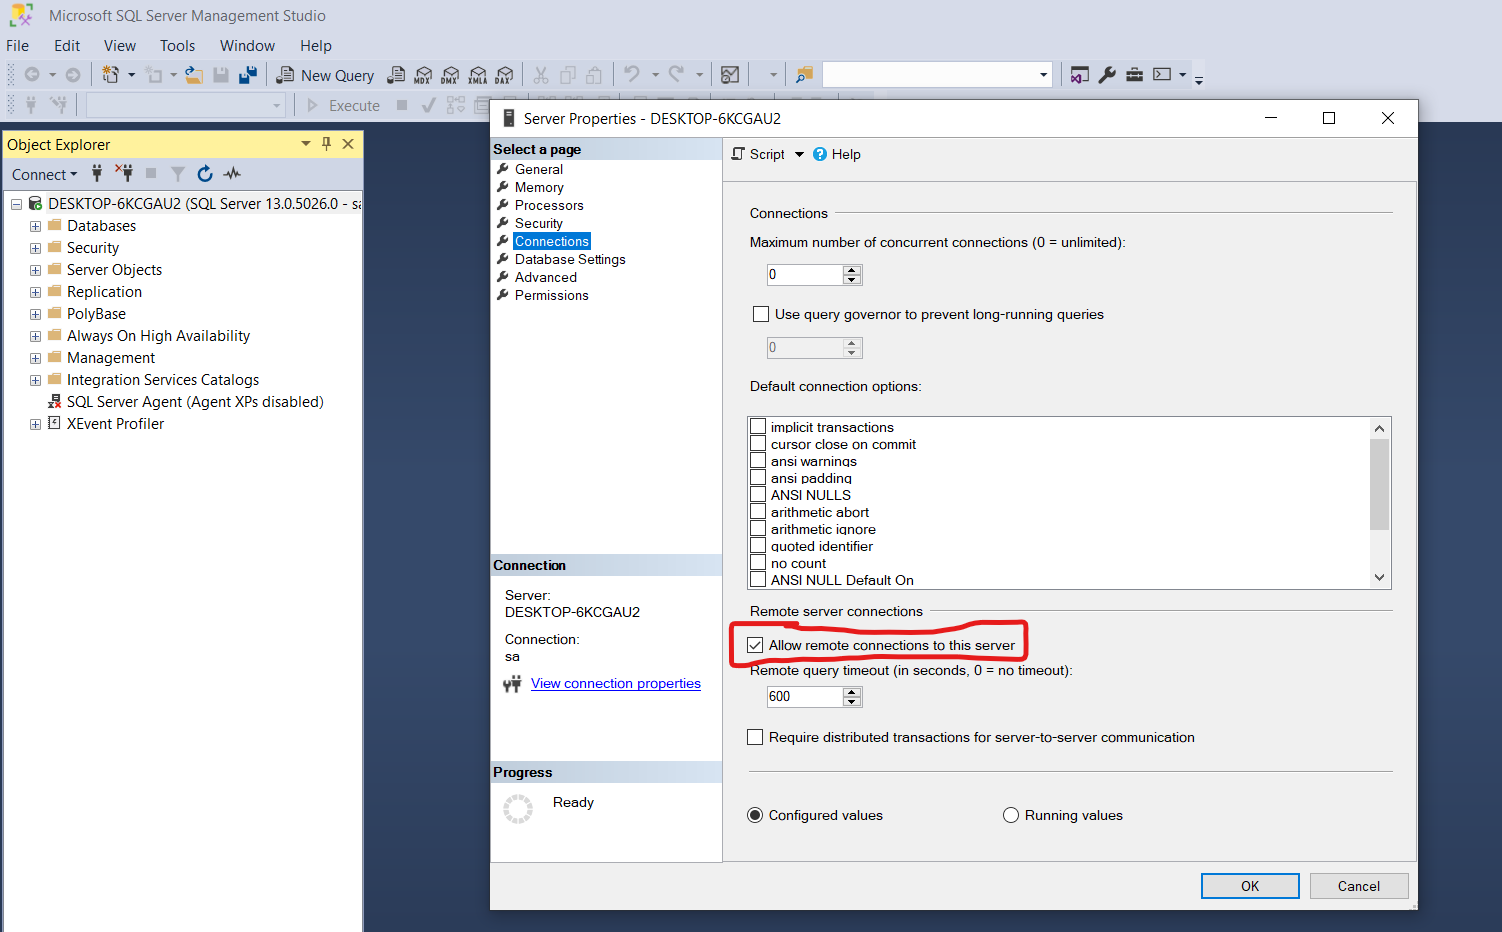 Microsoft SQL Server Management Studio
File Edit View Tools Window Help
New Query MDX DMX XMLA DAX
Execute
Object Explorer
Connect
DESKTOP-6KCGAU2 (SQL Server 13.0.5026.0 - sa
Databases
Security
Server Objects
Replication
PolyBase
Always On High Availability
Management
Integration Services Catalogs
SQL Server Agent (Agent XPs disabled)
XEvent Profiler
Server Properties - DESKTOP-6KCGAU2
Select a page
General
Memory
Processors
Security
Connections
Database Settings
Advanced
Permissions
Connection
Server:
DESKTOP-6KCGAU2
Connection:
sa
View connection properties
Progress
Ready
Script Help
Connections
Maximum number of concurrent connections (0 = unlimited):
0
Use query governor to prevent long-running queries
0
Default connection options:
implicit transactions
cursor close on commit
ansi warnings
ansi padding
ANSI NULLS
arithmetic abort
arithmetic ignore
quoted identifier
no count
ANSI NULL Default On
Remote server connections
Allow remote connections to this server
Remote query timeout (in seconds, 0 = no timeout):
600
Require distributed transactions for server-to-server communication
Configured values Running values
OK Cancel